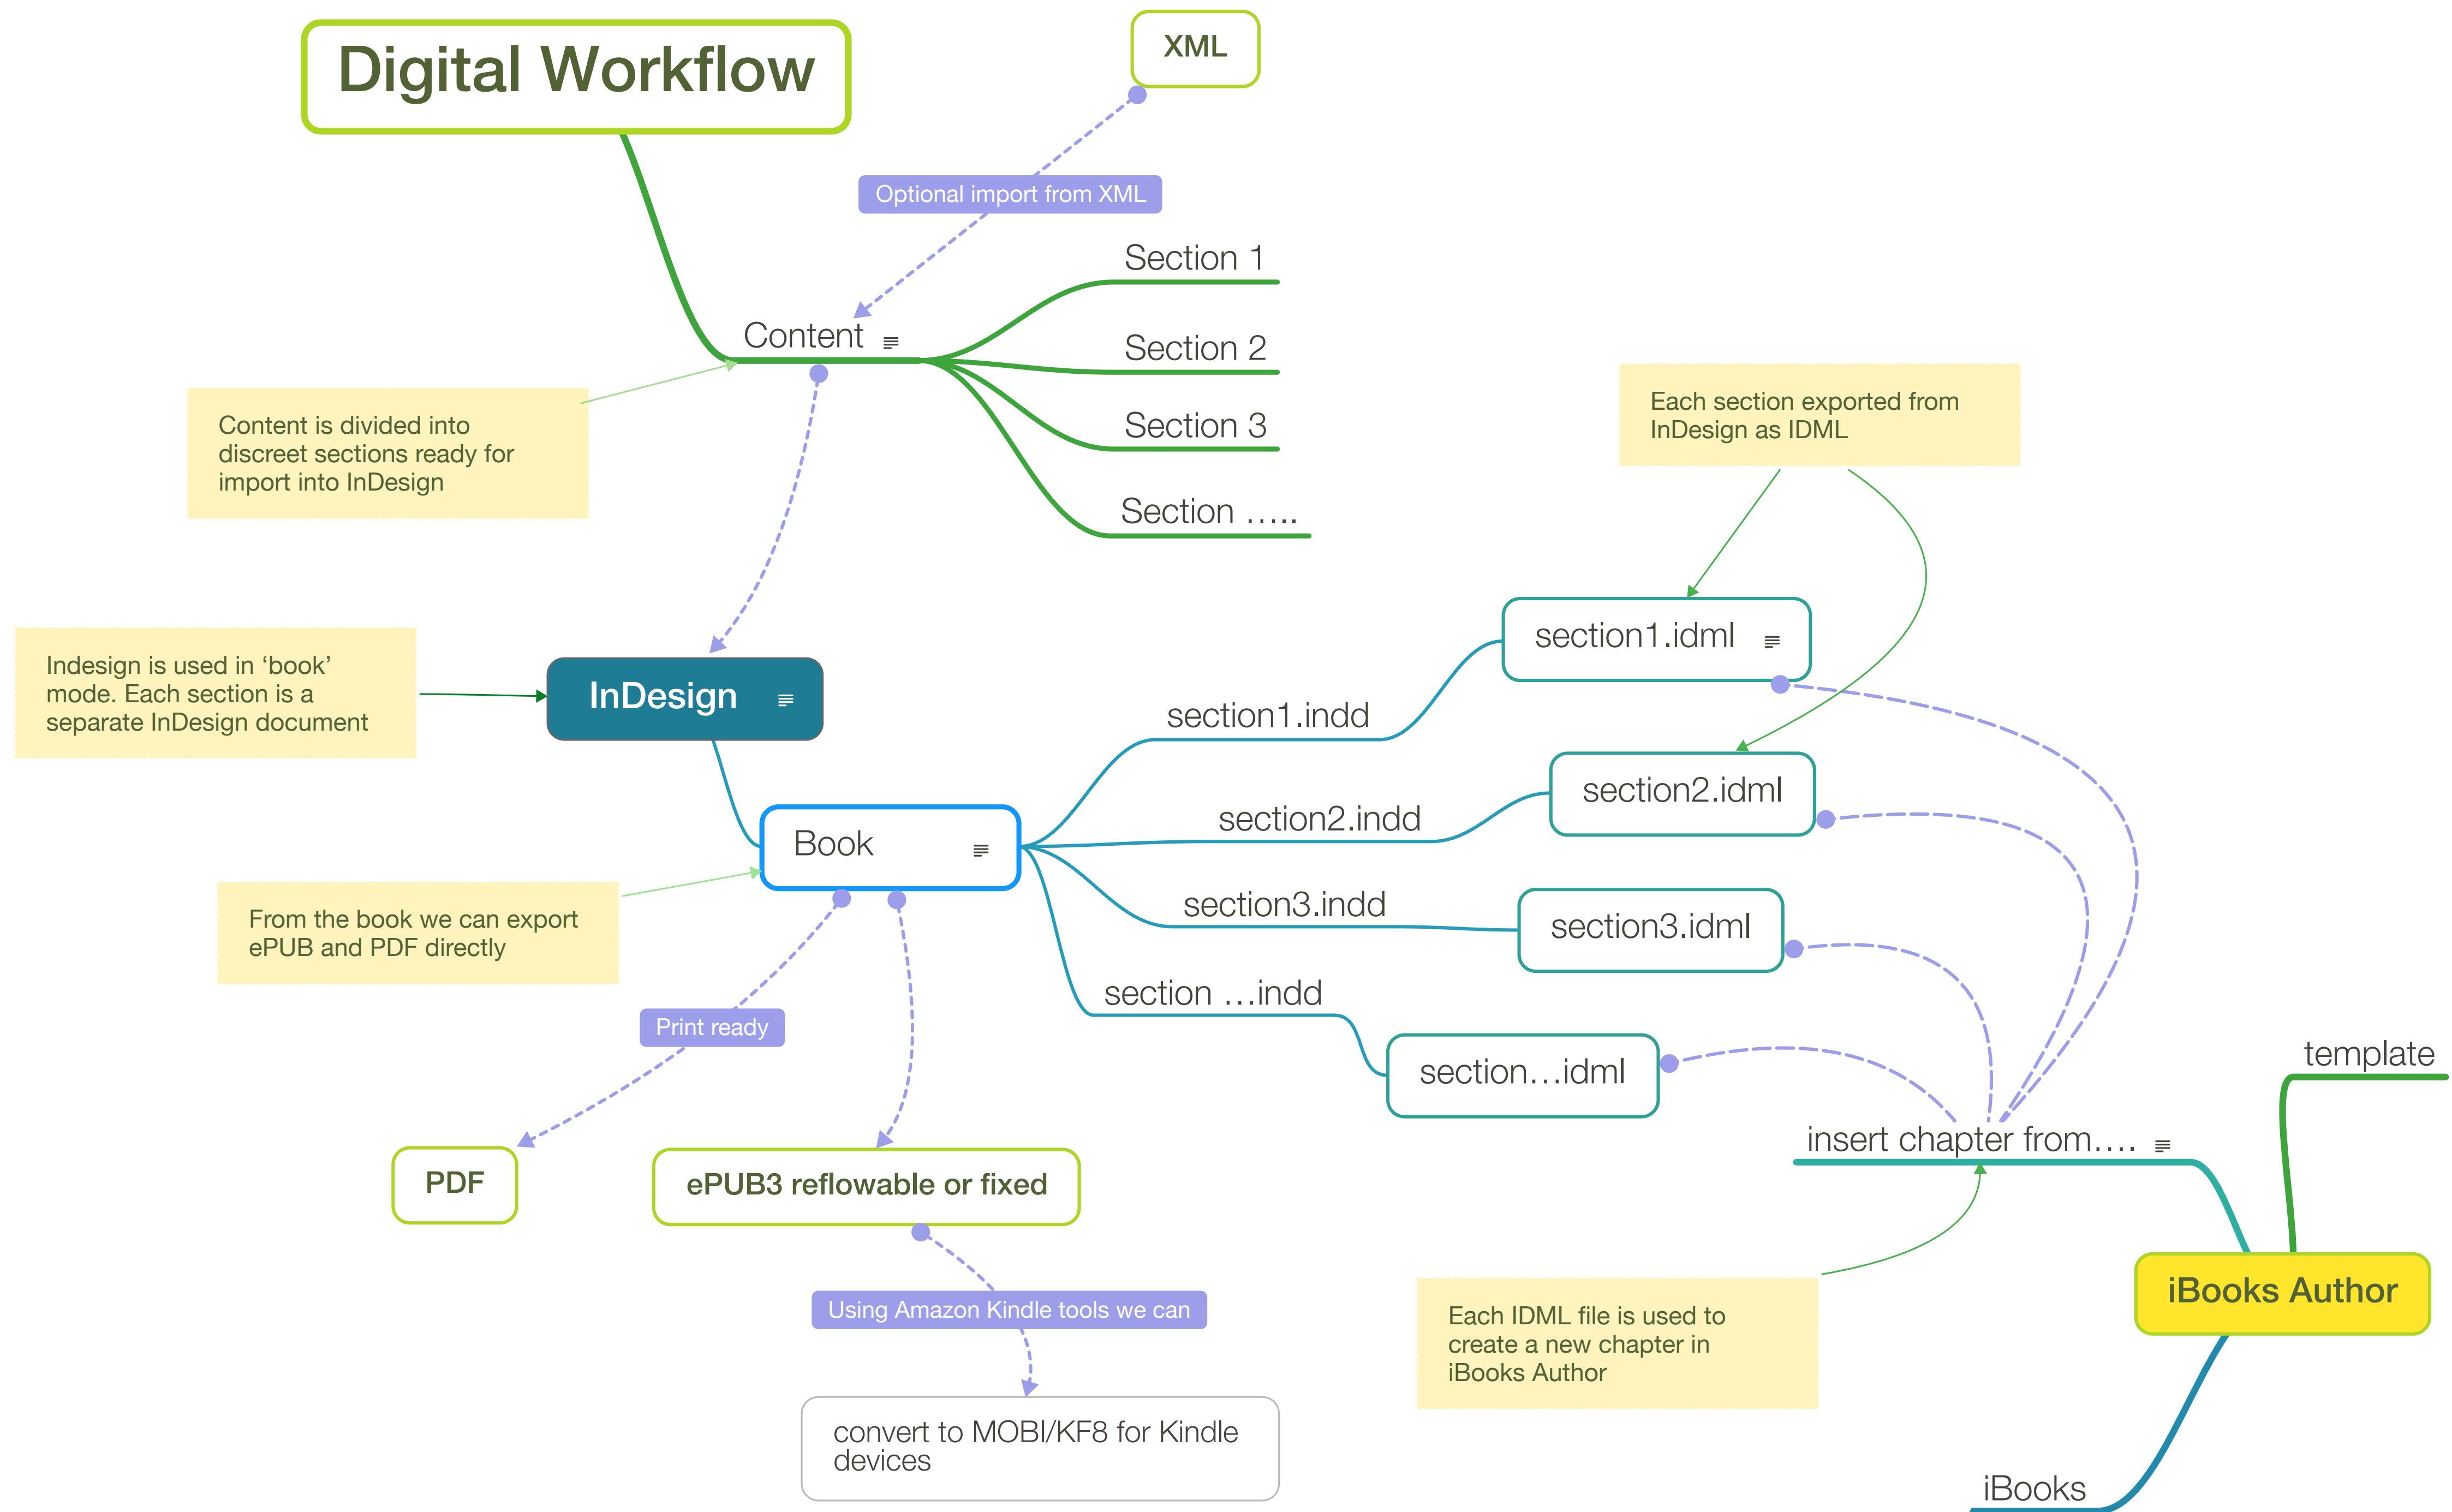 Digital Workflow
XML
Optional import from XML
Section 1
Content
Section 2
Section 3
Section …..
Content is divided into
discreet sections ready for
import into InDesign
Each section exported from
InDesign as IDML
Indesign is used in ‘book’
mode. Each section is a
separate InDesign document
InDesign
section1.idml
section1.indd
section2.idml
section2.indd
Book
section3.indd
section3.idml
From the book we can export
ePUB and PDF directly
section …indd
Print ready
section…idml
template
insert chapter from….
PDF
ePUB3 reflowable or fixed
iBooks Author
Using Amazon Kindle tools we can
Each IDML file is used to
create a new chapter in
iBooks Author
convert to MOBI/KF8 for Kindle
devices
iBooks